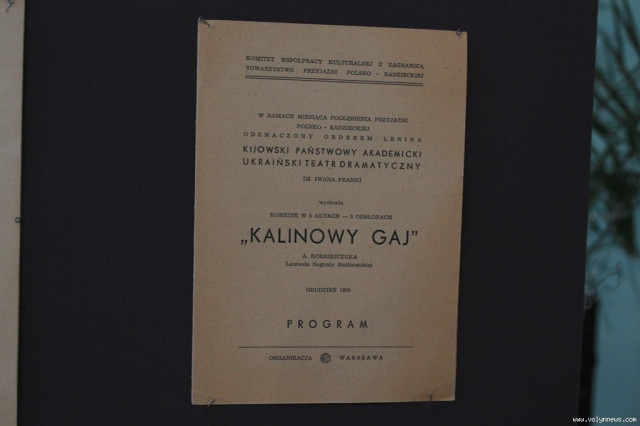 KOMITET WSPÓŁPRACY KULTURALNEJ Z ZAGRANICĄ
TOWARZYSTWO PRZYJAŹNI POLSKO - RADZIECKIEJ
W RAMACH MIESIĄCA POGŁĘBIENIA PRZYJAŹNI
POLSKO - RADZIECKIEJ
ODZNACZONY ORDEREM LENINA
KIJOWSKI PAŃSTWOWY AKADEMICKI
UKRAIŃSKI TEATR DRAMATYCZNY
IM. IWANA FRANKI
wystawia
KOMEDIĘ W 4 AKTACH — 5 ODSŁONACH
„KALINOWY GAJ”
A. KORNIEJCZUKA
Laureata Nagrody Stalinowskiej
GRUDZIEŃ
PROGRAM
ORGANIZACJA WARSZAWA
www.volynnews.com